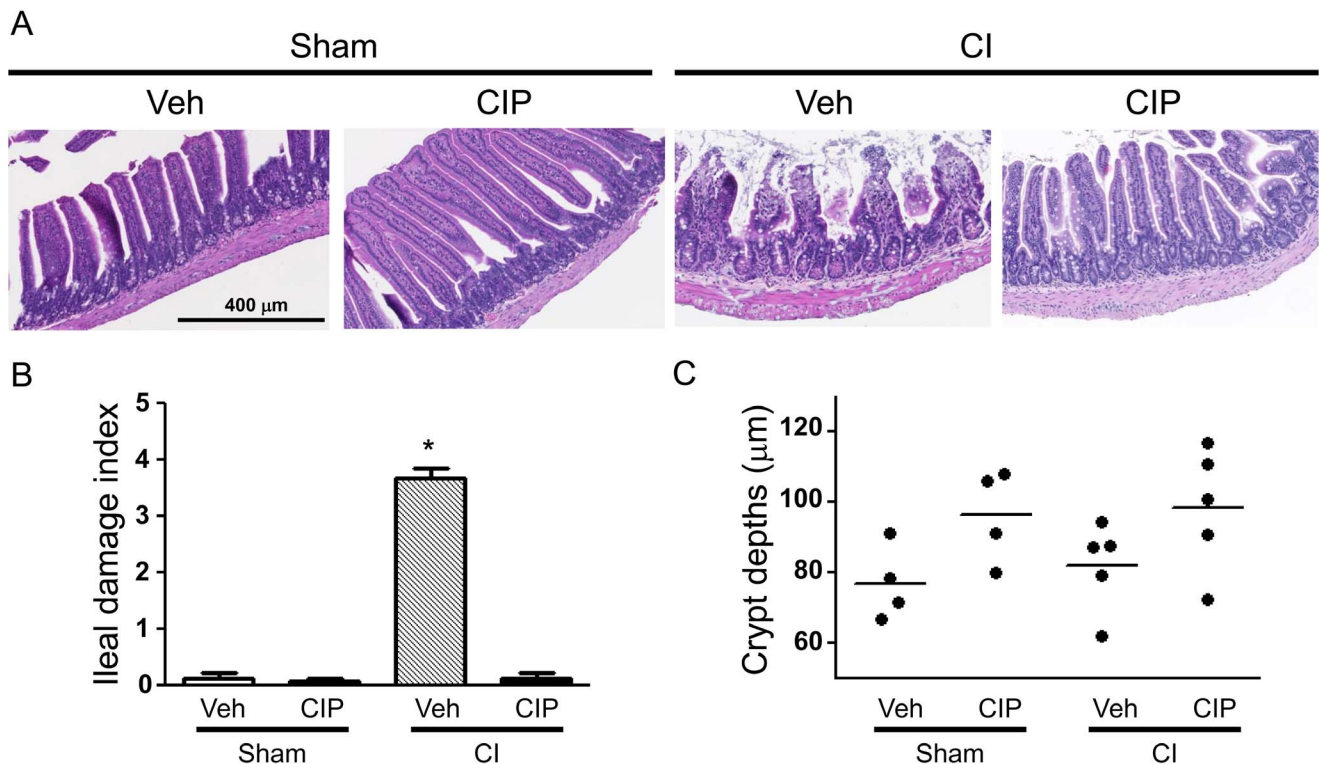 A
Sham
CI
Veh
CIP
Veh
CIP
400 μm
B
Ileal damage index
5
4
3
2
1
0
*
Veh
CIP
Veh
CIP
Sham
CI
C
Crypt depths (μm)
120
100
80
60
Veh
CIP
Veh
CIP
Sham
CI